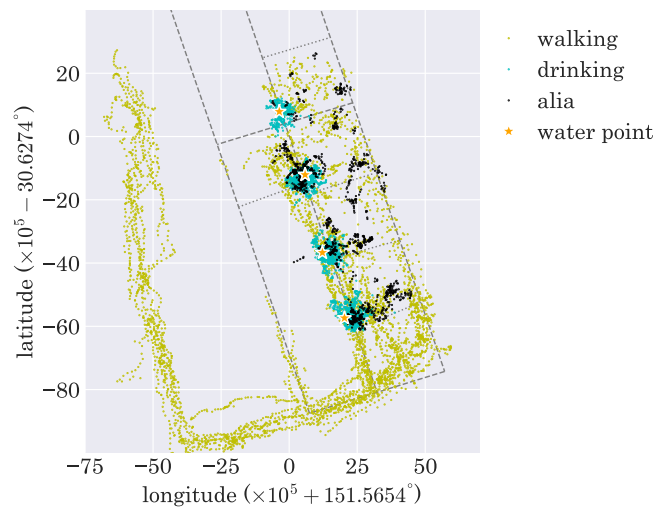 walking
drinking
alia
water point
20
0
−20
−40
−60
−80
latitude (×10⁵ − 30.6274°)
−75
−50
−25
0
25
50
longitude (×10⁵ + 151.5654°)